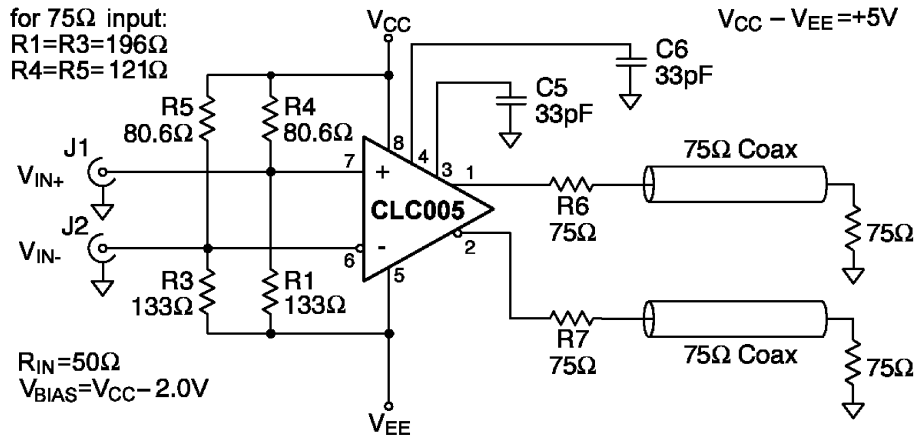 for 75Ω input:
R1=R3=196Ω
R4=R5=121Ω
VCC
VCC – VEE=+5V
C6
33pF
C5
33pF
R5
80.6Ω
R4
80.6Ω
J1
VIN+
7
+
8
4
3
1
CLC005
R6
75Ω
75Ω Coax
75Ω
J2
VIN-
6
-
5
2
R3
133Ω
R1
133Ω
R7
75Ω
75Ω Coax
75Ω
RIN=50Ω
VBIAS=VCC– 2.0V
VEE